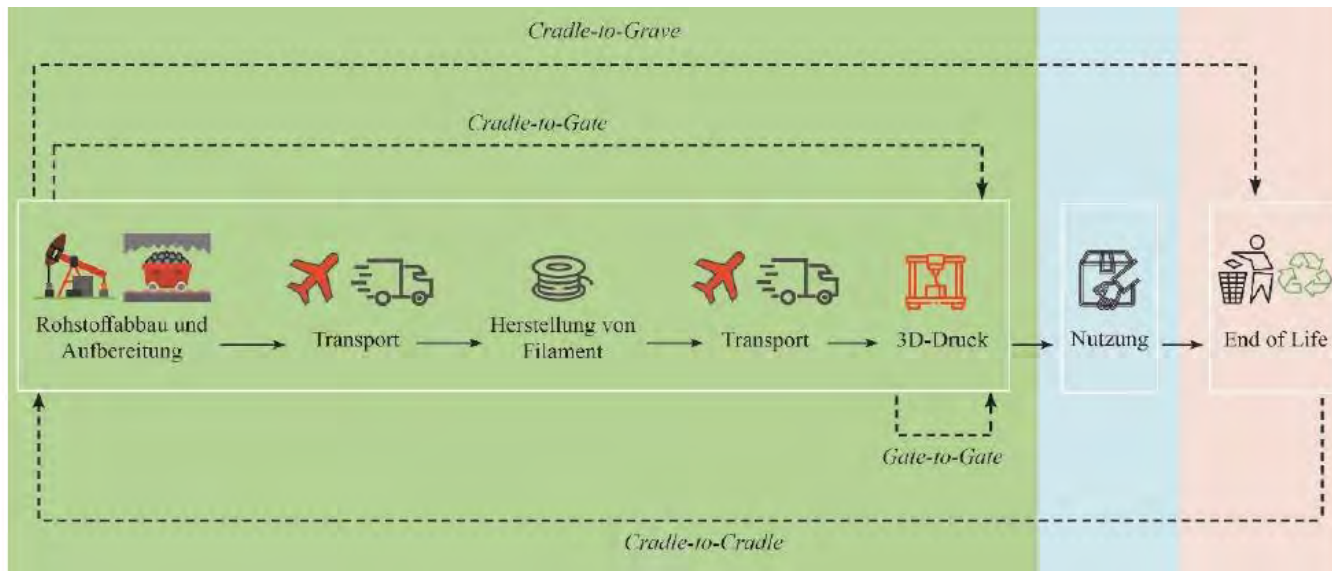 Cradle-to-Grave
Cradle-to-Gate
Rohstoffabbau und
Aufbereitung
Transport
Herstellung von
Filament
Transport
3D-Druck
Nutzung
End of Life
Gate-to-Gate
Cradle-to-Cradle